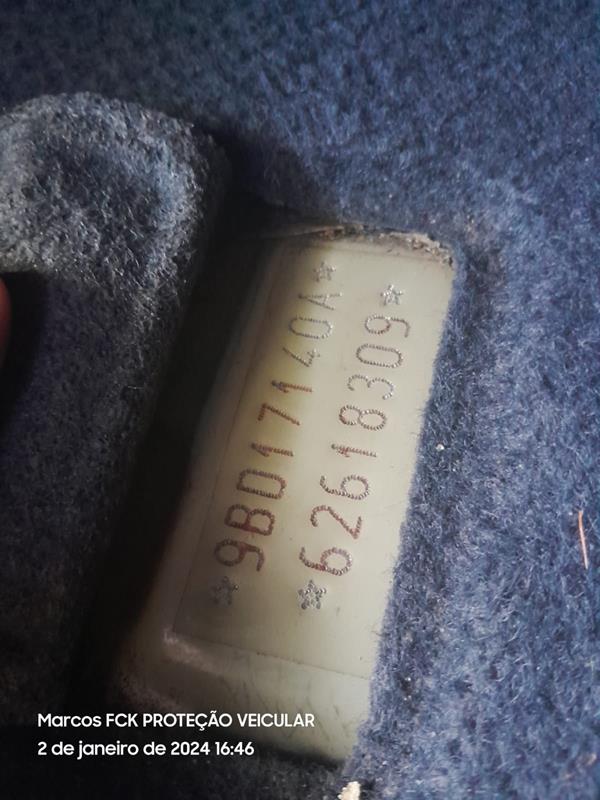 ☆9BD17140A☆
☆62618309☆
Marcos FCK PROTEÇÃO VEICULAR
2 de janeiro de 2024 16:46